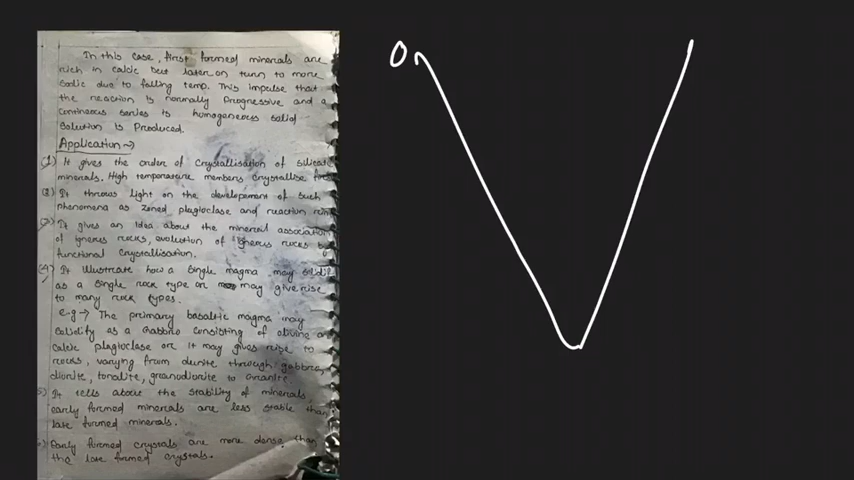 In this case, first formed minerals are
rich in calcic but later on turn to more
Sodic due to falling temp. This impulse that
the reaction is normally Progressive and a
continuous series is homogeneous solid
Solution is Produced.
Application →
(1) It gives the order of Crystallisation of silicate
minerals. High temperature members crystallise
(2) It throws light on the development of such
Phenomena as zoned plagioclase and reaction
(3) It gives an idea about the mineral association
of igneous rocks, evolution of igneous rocks by
functional Crystallisation.
(4) It illustrate how a single magma may
as a single rock type or may give rise
to many rock types.
e.g → The primary basaltic magma may
Solidify as a Gabbro consisting of olivine
calcic plagioclase or it may gives rise to
rocks, varying from dunite through gabbro,
diorite, tonalite, granodiorite to Granite.
5) It tells about the stability of minerals,
early formed minerals are less stable than
late formed minerals.
6) Early formed crystals are more dense than
the late formed crystals.
O